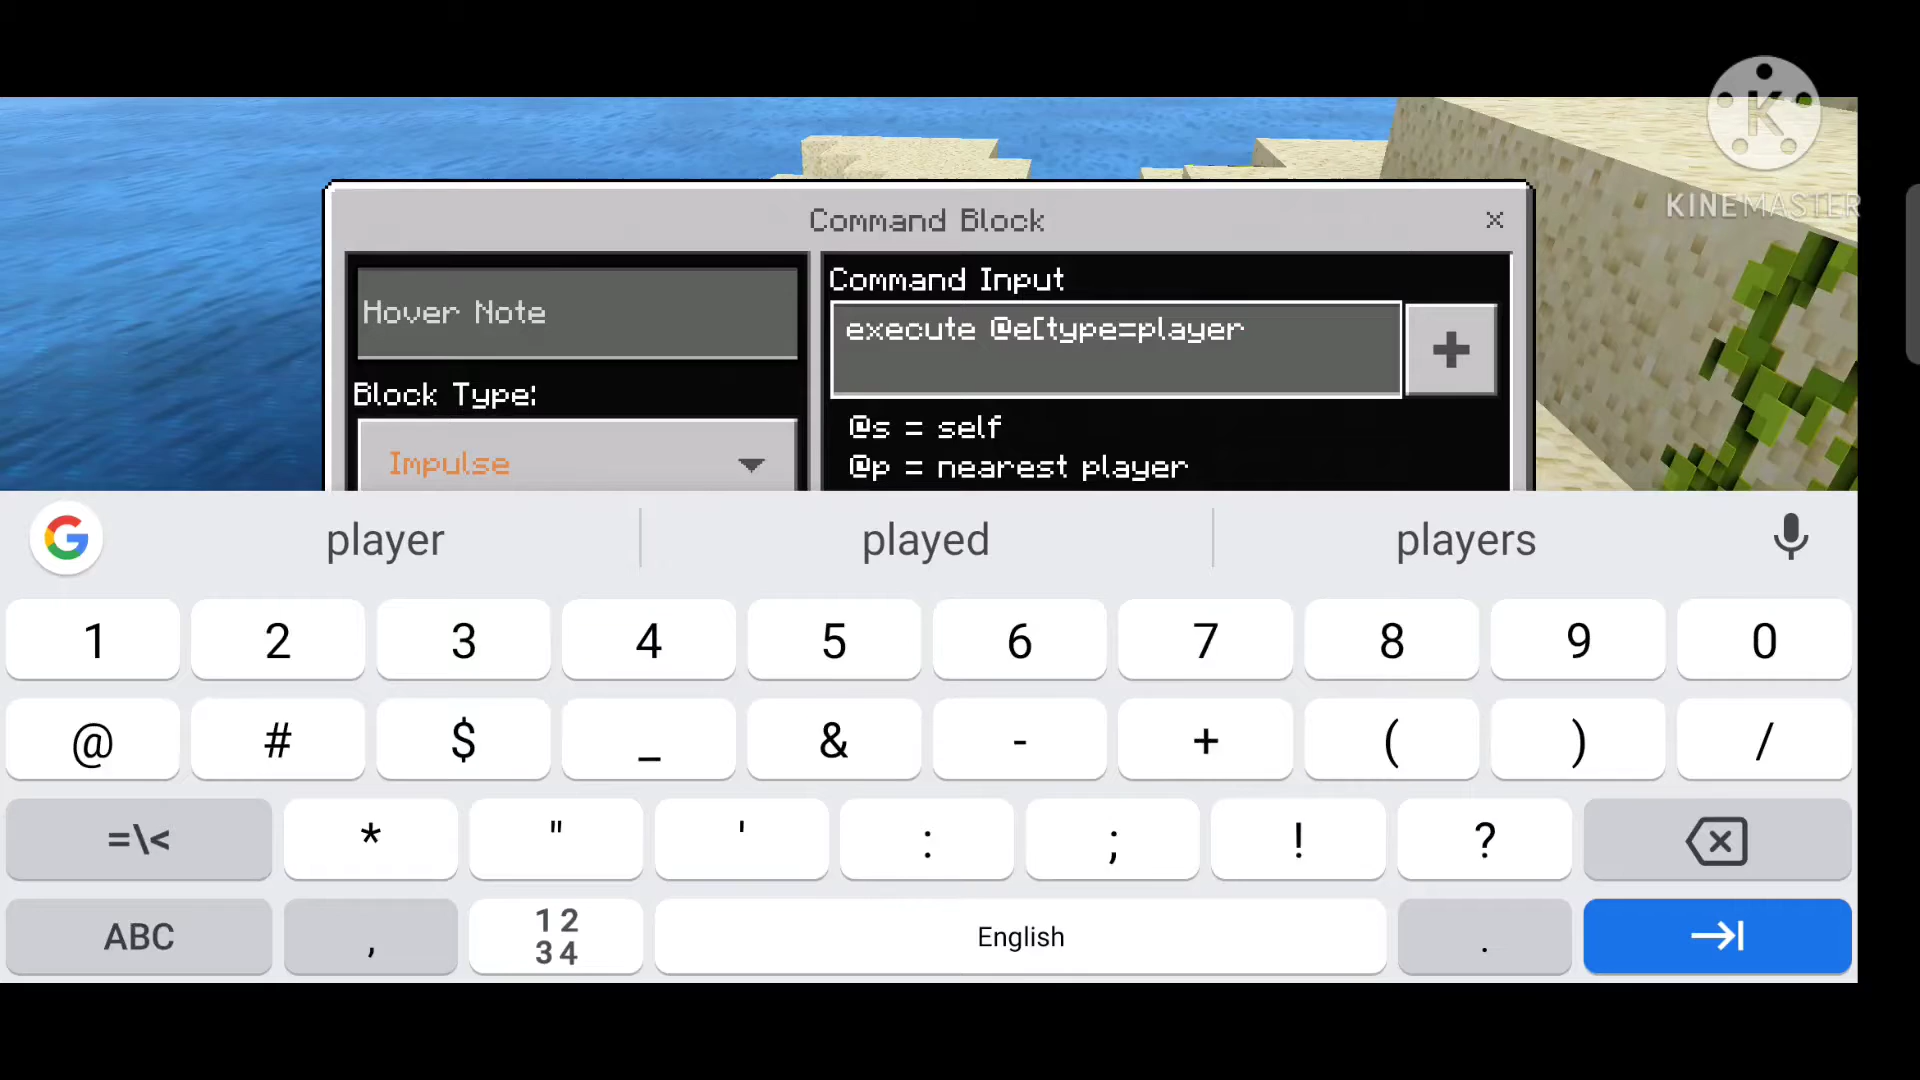 K
KINEMASTER
Command Block
Hover Note
Block Type:
Impulse
Command Input
execute @e[type=player
+
@s = self
@p = nearest player
G
player
played
players
1 2 3 4 5 6 7 8 9 0
@ # $ _ & - + ( ) /
=\< * " ' : ; ! ?
ABC , 1 2 3 4 English .